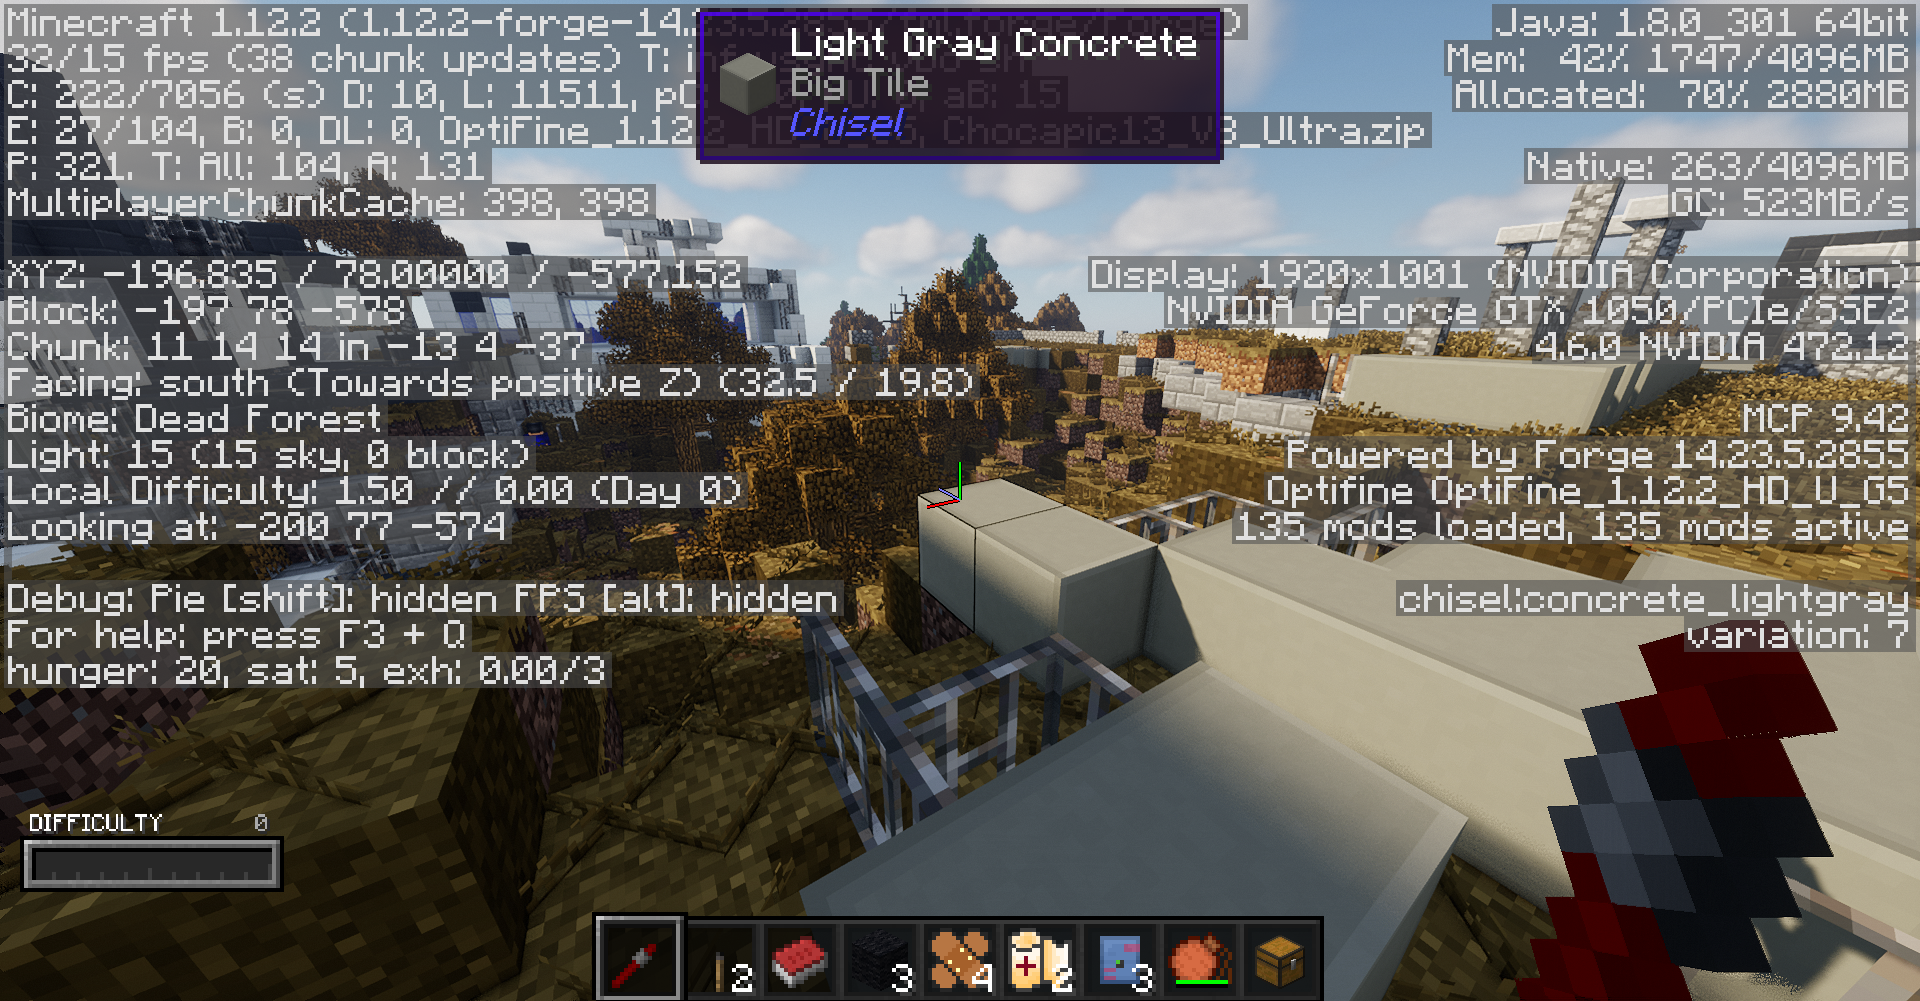 Minecraft 1.12.2 (1.12.2-forge-14.
32/15 fps (38 chunk updates) T:
C: 222/7056 (s) D: 10, L: 11511, aB: 15
E: 27/104, B: 0, DL: 0, OptiFine_1.12.2_HD_U_G5, Chocapic13_V8_Ultra.zip
P: 321. T: All: 104, A: 131
MultiplayerChunkCache: 398, 398
XYZ: -196.835 / 78.00000 / -577.152
Block: -197 78 -578
Chunk: 11 14 14 in -13 4 -37
Facing: south (Towards positive Z) (32.5 / 19.8)
Biome: Dead Forest
Light: 15 (15 sky, 0 block)
Local Difficulty: 1.50 // 0.00 (Day 0)
Looking at: -200 77 -574
Debug: Pie [shift]: hidden FPS [alt]: hidden
For help: press F3 + Q
hunger: 20, sat: 5, exh: 0.00/3
Light Gray Concrete
Big Tile
Chisel
Java: 1.8.0_301 64bit
Mem: 42% 1747/4096MB
Allocated: 70% 2880MB
Native: 263/4096MB
GC: 523MB/s
Display: 1920x1001 (NVIDIA Corporation)
NVIDIA GeForce GTX 1050/PCIe/SSE2
4.6.0 NVIDIA 472.12
MCP 9.42
Powered by Forge 14.23.5.2855
Optifine OptiFine_1.12.2_HD_U_G5
135 mods loaded, 135 mods active
chisel:concrete_lightgray
variation: 7
DIFFICULTY 0
2 3 4 2 3